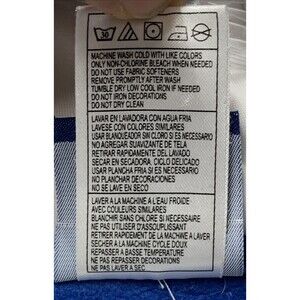 30
MACHINE WASH COLD WITH LIKE COLORS
ONLY NON-CHLORINE BLEACH WHEN NEEDED
DO NOT USE FABRIC SOFTENERS
REMOVE PROMPTLY AFTER WASH
TUMBLE DRY LOW COOL IRON IF NEEDED
DO NOT IRON DECORATIONS
DO NOT DRY CLEAN
LAVAR EN LAVADORA CON AGUA FRIA
LAVESE CON COLORES SIMILARES
USAR BLANQUEADOR SIN CLORO SI ES NECESARIO
NO AGREGAR SUAVIZANTE DE TELA
RETIRAR RAPIDAMENTE DEL LAVADO
SECAR EN SECADORA, CICLO DELICADO
USAR PLANCHA FRIA SI ES NECESARIO
NO PLANCHAR DECORACIONES
NO SE LAVE EN SECO
LAVER A LA MACHINE A L'EAU FROIDE
AVEC COULEURS SIMILAIRES
BLANCHIR SANS CHLORE SI NECESSAIRE
NE PAS UTILISER D'ASSOUPLISSANT
RETIRER RAPIDEMENT DE LA MACHINE A LAVER
SECHER A LA MACHINE CYCLE DOUX
REPASSER A BASSE TEMPERATURE
NE PAS REPASSER LA DECORATION
NE PAS NETTOYER A SEC